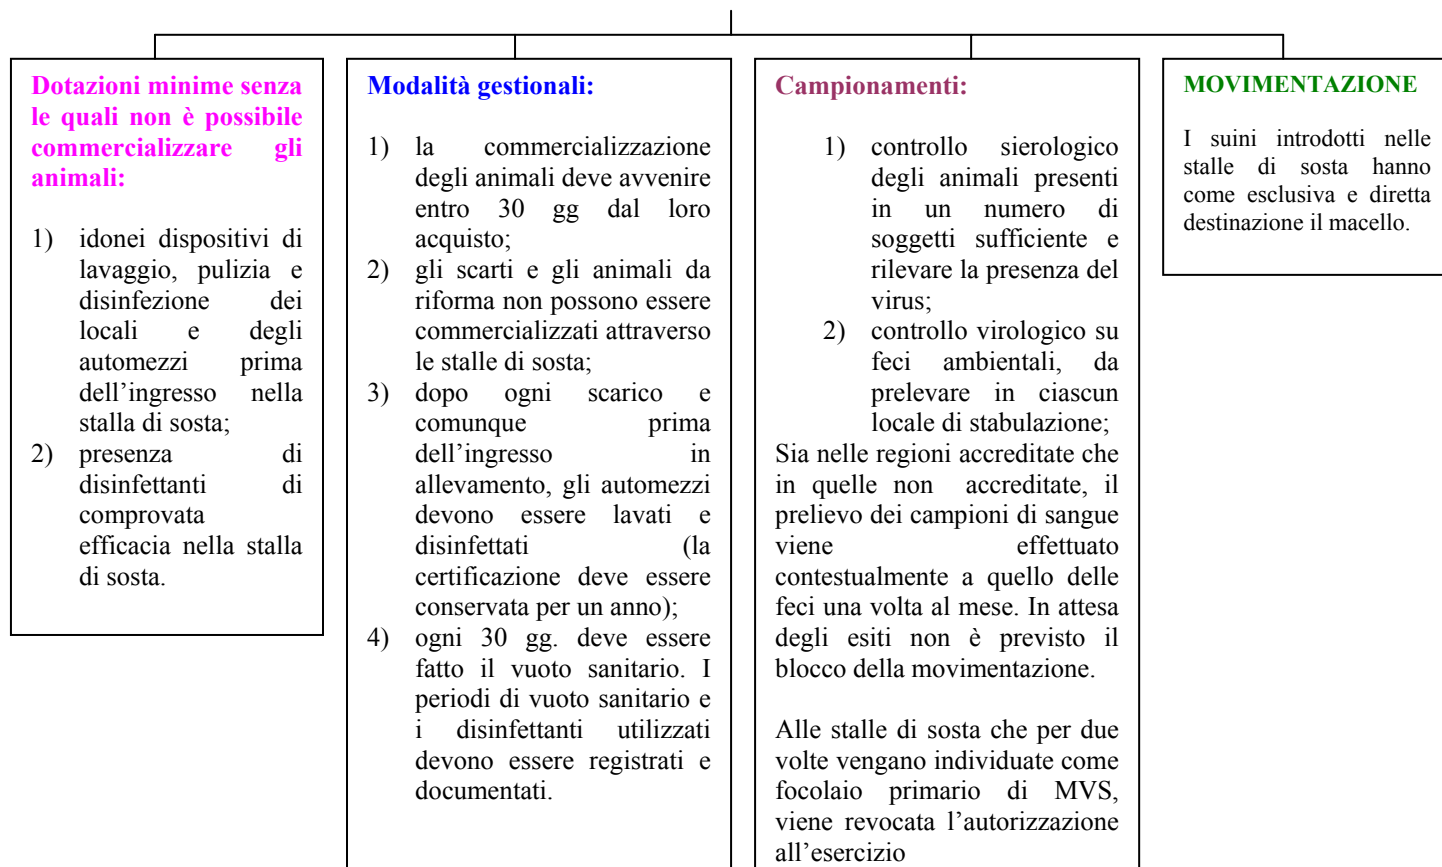 Dotazioni minime senza
le quali non è possibile
commercializzare gli
animali:
1) idonei dispositivi di
lavaggio, pulizia e
disinfezione dei
locali e degli
automezzi prima
dell’ingresso nella
stalla di sosta;
2) presenza di
disinfettanti di
comprovata
efficacia nella stalla
di sosta.
Modalità gestionali:
1) la commercializzazione
degli animali deve avvenire
entro 30 gg dal loro
acquisto;
2) gli scarti e gli animali da
riforma non possono essere
commercializzati attraverso
le stalle di sosta;
3) dopo ogni scarico e
comunque prima
dell’ingresso in
allevamento, gli automezzi
devono essere lavati e
disinfettati (la
certificazione deve essere
conservata per un anno);
4) ogni 30 gg. deve essere
fatto il vuoto sanitario. I
periodi di vuoto sanitario e
i disinfettanti utilizzati
devono essere registrati e
documentati.
Campionamenti:
1) controllo sierologico
degli animali presenti
in un numero di
soggetti sufficiente e
rilevare la presenza del
virus;
2) controllo virologico su
feci ambientali, da
prelevare in ciascun
locale di stabulazione;
Sia nelle regioni accreditate che
in quelle non accreditate, il
prelievo dei campioni di sangue
viene effettuato
contestualmente a quello delle
feci una volta al mese. In attesa
degli esiti non è previsto il
blocco della movimentazione.
Alle stalle di sosta che per due
volte vengano individuate come
focolaio primario di MVS,
viene revocata l’autorizzazione
all’esercizio
MOVIMENTAZIONE
I suini introdotti nelle
stalle di sosta hanno
come esclusiva e diretta
destinazione il macello.